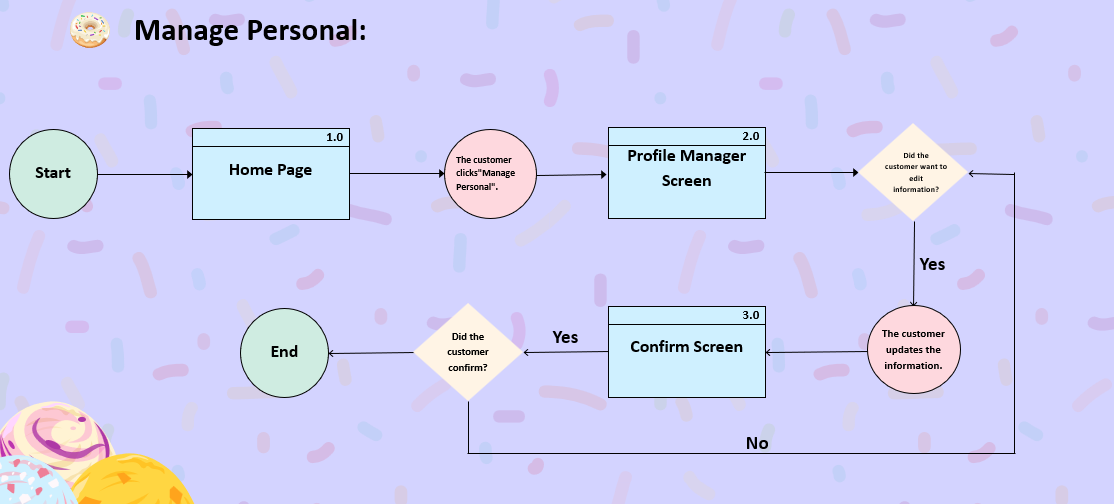 Manage Personal:
Start
1.0
Home Page
The customer
clicks"Manage
Personal".
2.0
Profile Manager
Screen
Did the
customer want to
edit
information?
Yes
The customer
updates the
information.
3.0
Confirm Screen
Yes
Did the
customer
confirm?
End
No